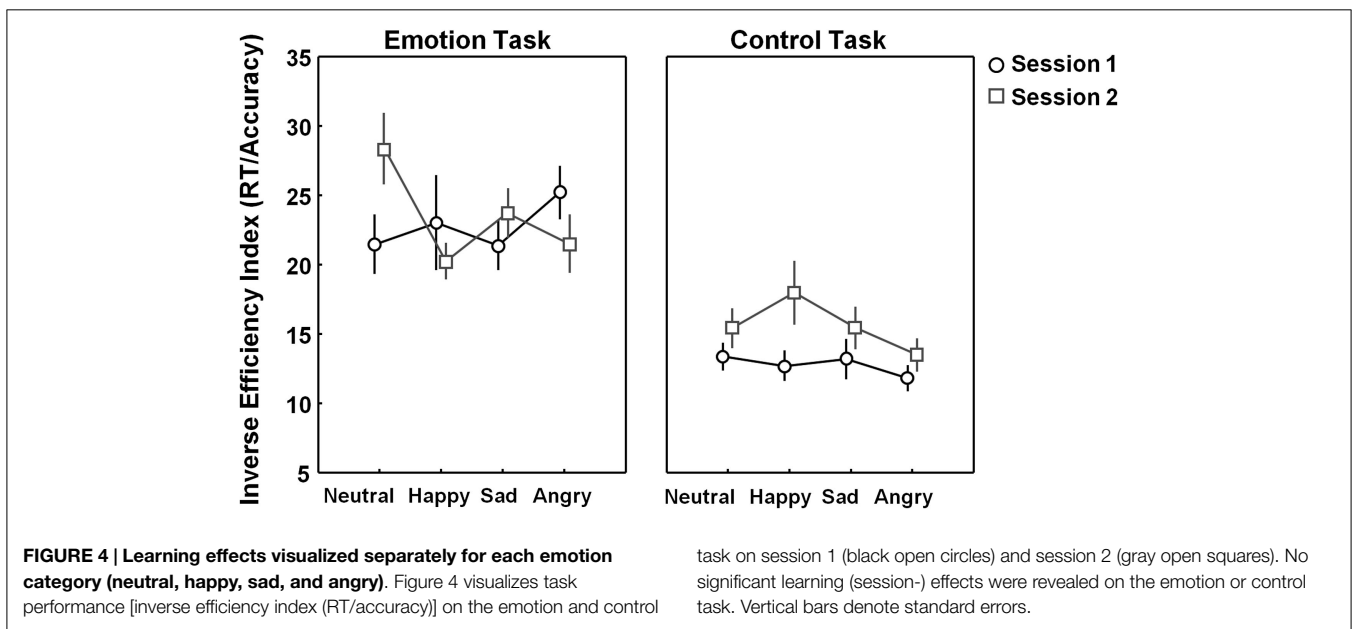 Emotion Task
Control Task
Session 1
Session 2
Inverse Efficiency Index (RT/Accuracy)
35
30
25
20
15
10
5
Neutral Happy Sad Angry
Neutral Happy Sad Angry
FIGURE 4 | Learning effects visualized separately for each emotion
category (neutral, happy, sad, and angry). Figure 4 visualizes task
performance [inverse efficiency index (RT/accuracy)] on the emotion and control
task on session 1 (black open circles) and session 2 (gray open squares). No
significant learning (session-) effects were revealed on the emotion or control
task. Vertical bars denote standard errors.